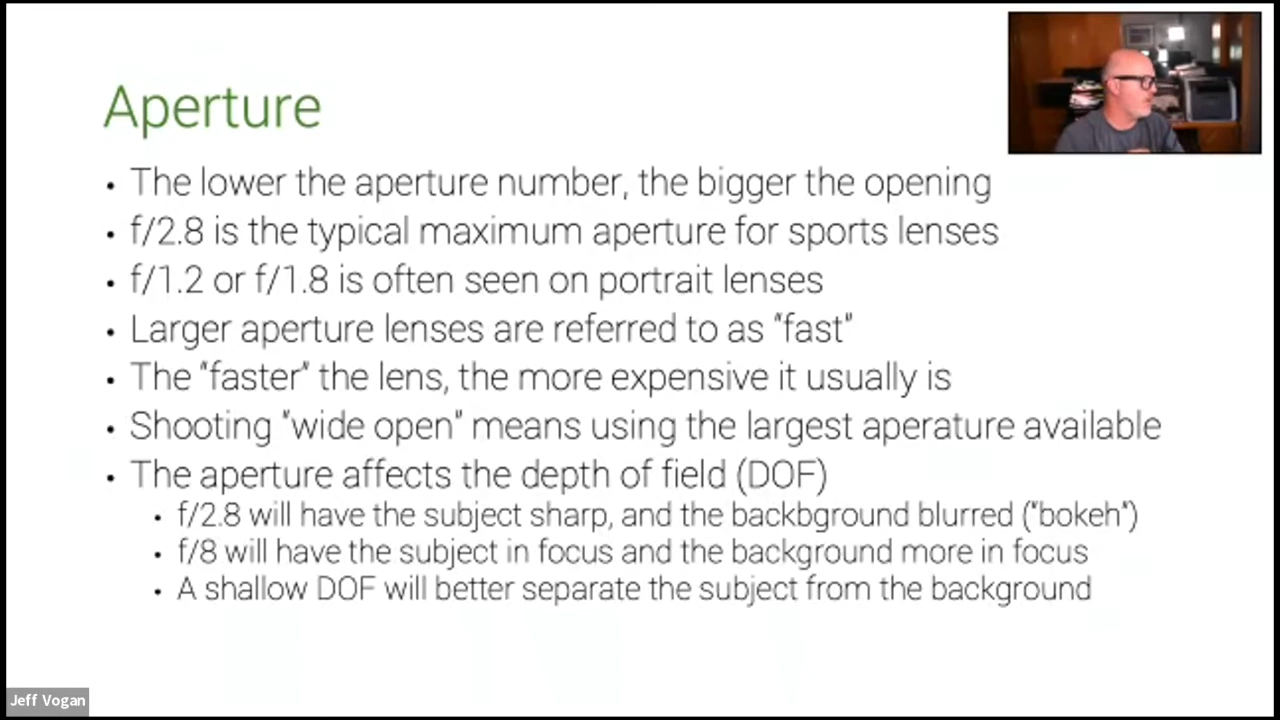 Aperture
• The lower the aperture number, the bigger the opening
• f/2.8 is the typical maximum aperture for sports lenses
• f/1.2 or f/1.8 is often seen on portrait lenses
• Larger aperture lenses are referred to as "fast"
• The "faster" the lens, the more expensive it usually is
• Shooting "wide open" means using the largest aperature available
• The aperture affects the depth of field (DOF)
• f/2.8 will have the subject sharp, and the backbground blurred ("bokeh")
• f/8 will have the subject in focus and the background more in focus
• A shallow DOF will better separate the subject from the background
Jeff Vogan